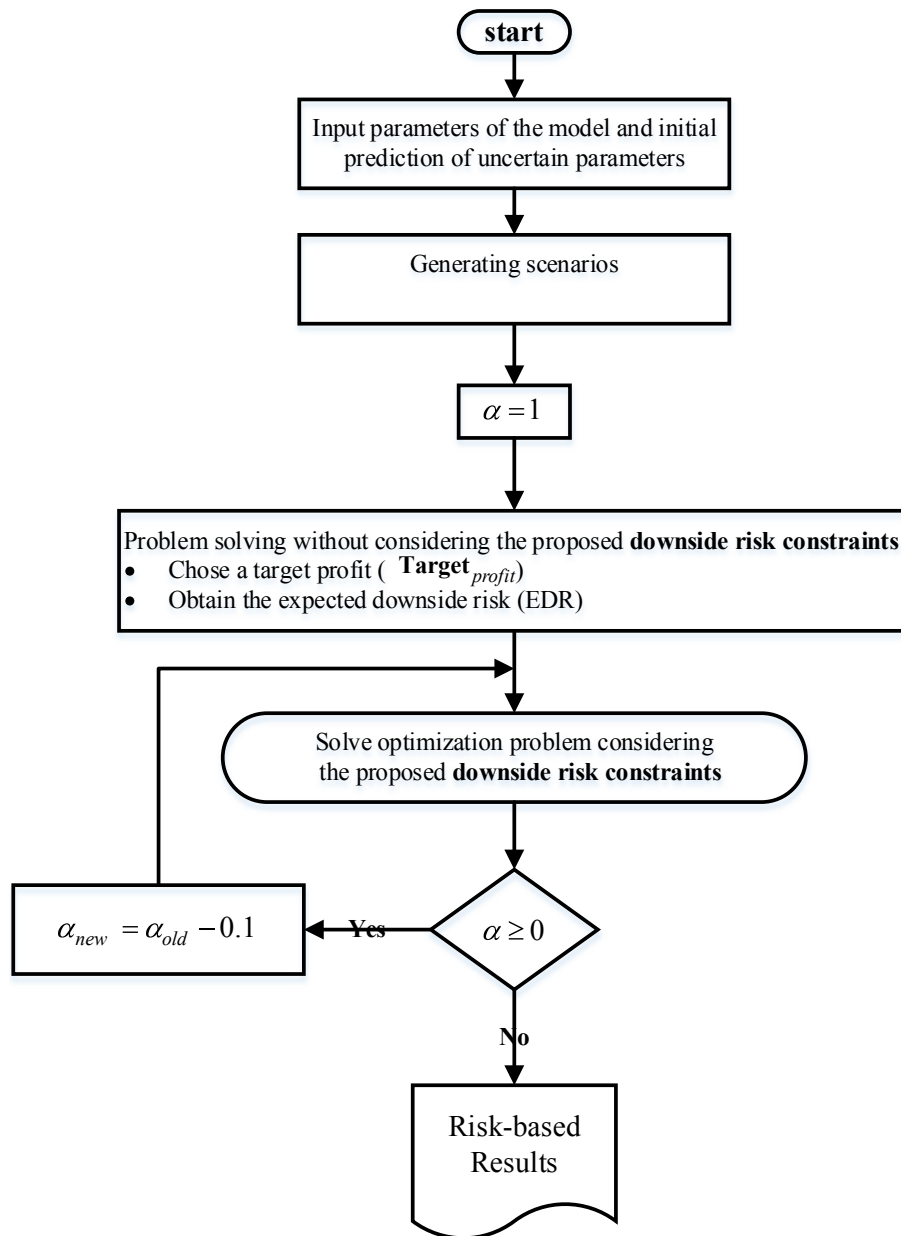 start
Input parameters of the model and initial
prediction of uncertain parameters
Generating scenarios
α = 1
Problem solving without considering the proposed downside risk constraints
• Chose a target profit ( Target_profit)
• Obtain the expected downside risk (EDR)
Solve optimization problem considering
the proposed downside risk constraints
α_new = α_old − 0.1
Yes
α ≥ 0
No
Risk-based
Results